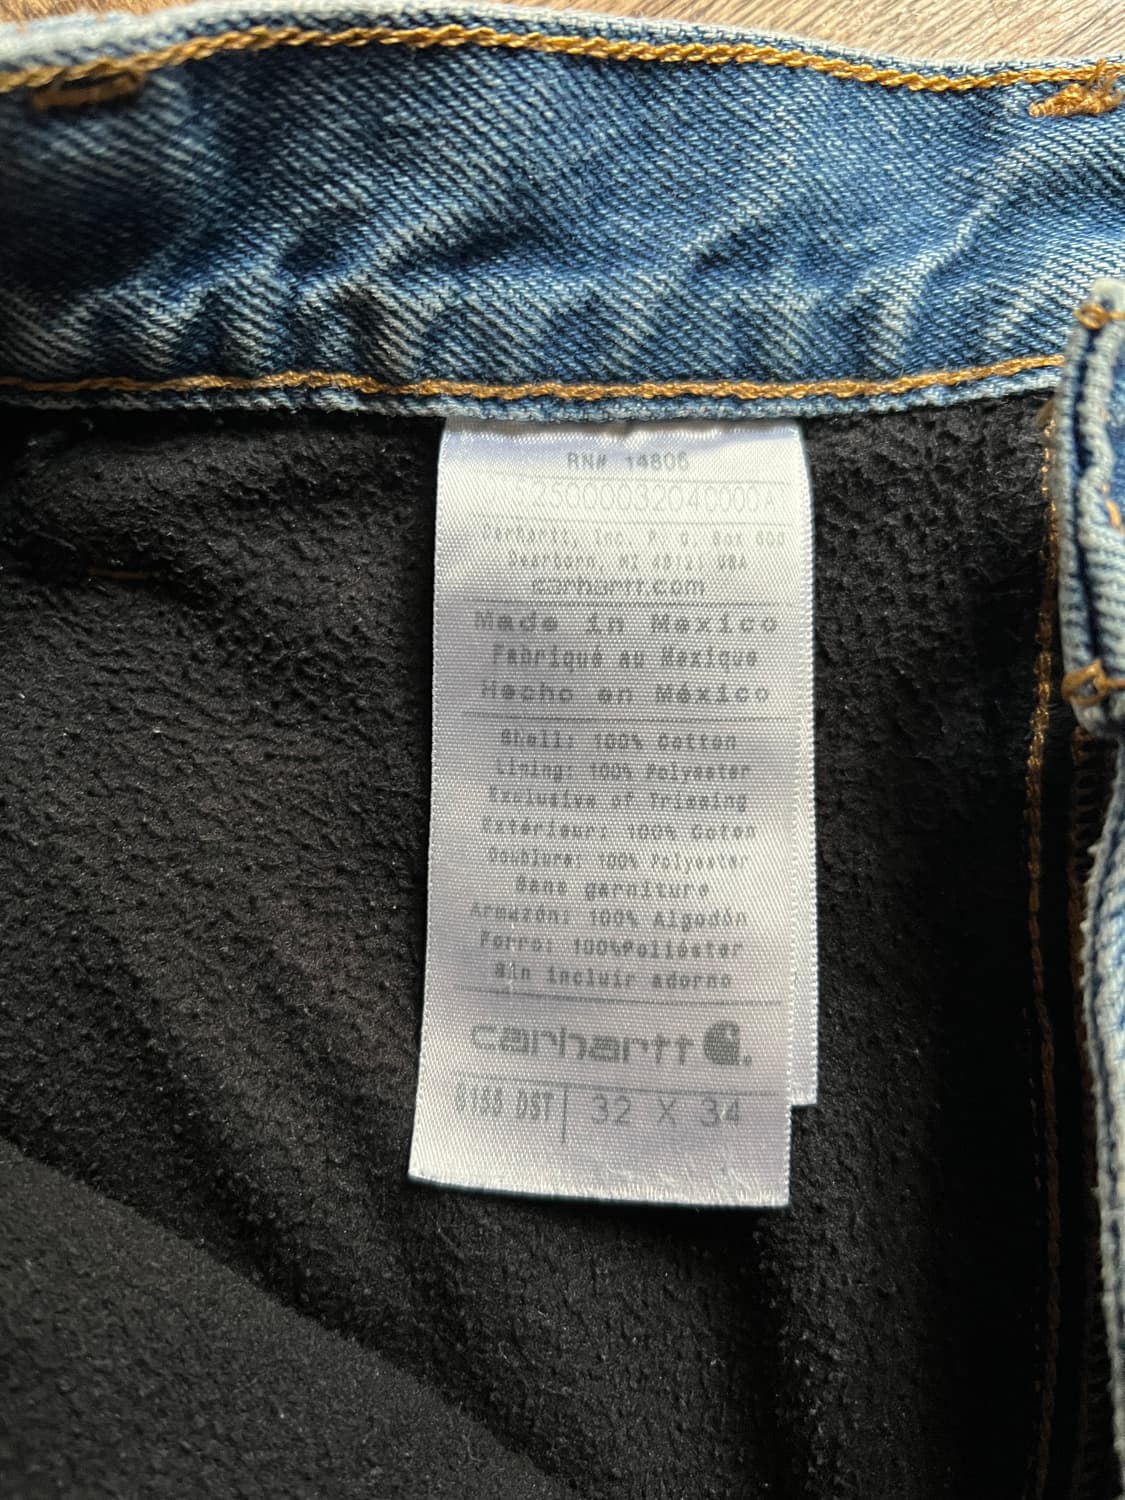 RN# 14806
Carhartt, Inc. P. O. Box 600
Dearborn, MI 48121 USA
carhartt.com
Made in Mexico
Fabriqué au Mexique
Hecho en México
Shell: 100% Cotton
Lining: 100% Polyester
Exclusive of Trimming
Extérieur: 100% Coton
Doublure: 100% Polyester
Sans garniture
Armazón: 100% Algodón
Forro: 100%Poliéster
Sin incluir adorno
carhartt
DST 32 X 34